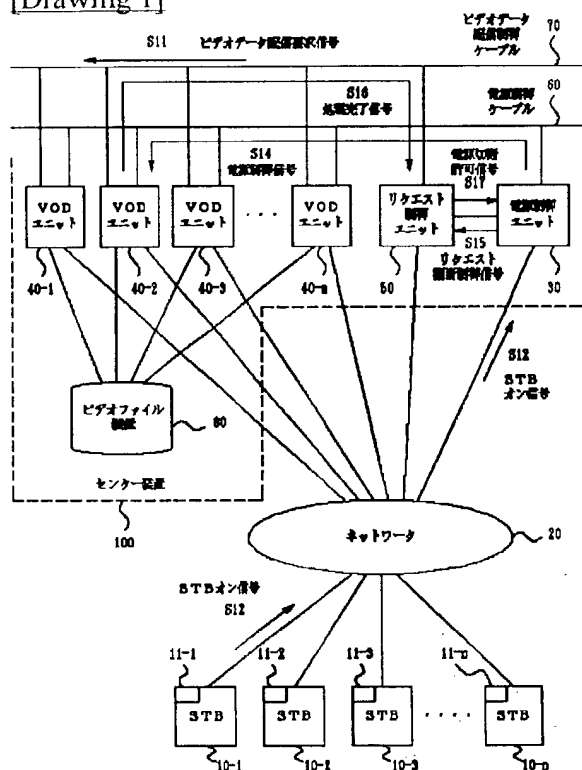 [Drawing 1]
S11 ビデオデータ配信要求信号
ビデオデータ
配信制御
ケーブル
70
S16
処理完了信号
電源制御
ケーブル
60
S14
電源制御信号
電源切断
許可信号
S17
VOD
ユニット
VOD
ユニット
VOD
ユニット
・・・
VOD
ユニット
リクエスト
制御
ユニット
電源制御
ユニット
S15
リクエスト
制御信号
40-1
40-2
40-3
40-n
50
30
S12
STB
オン信号
ビデオファイル
装置
80
センター装置
100
ネットワーク
20
STBオン信号
S12
11-1
11-2
11-3
11-n
STB
STB
STB
・・・・
STB
10-1
10-2
10-3
10-n